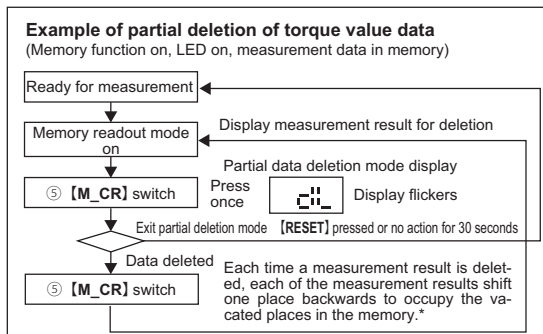 Example of partial deletion of torque value data
(Memory function on, LED on, measurement data in memory)
Ready for measurement
Display measurement result for deletion
Memory readout mode
on
Partial data deletion mode display
⑤【M_CR】switch
Press
once
dL
Display flickers
Exit partial deletion mode 【RESET】pressed or no action for 30 seconds
Data deleted
⑤【M_CR】switch
Each time a measurement result is delet-
ed, each of the measurement results shift
one place backwards to occupy the va-
cated places in the memory.*